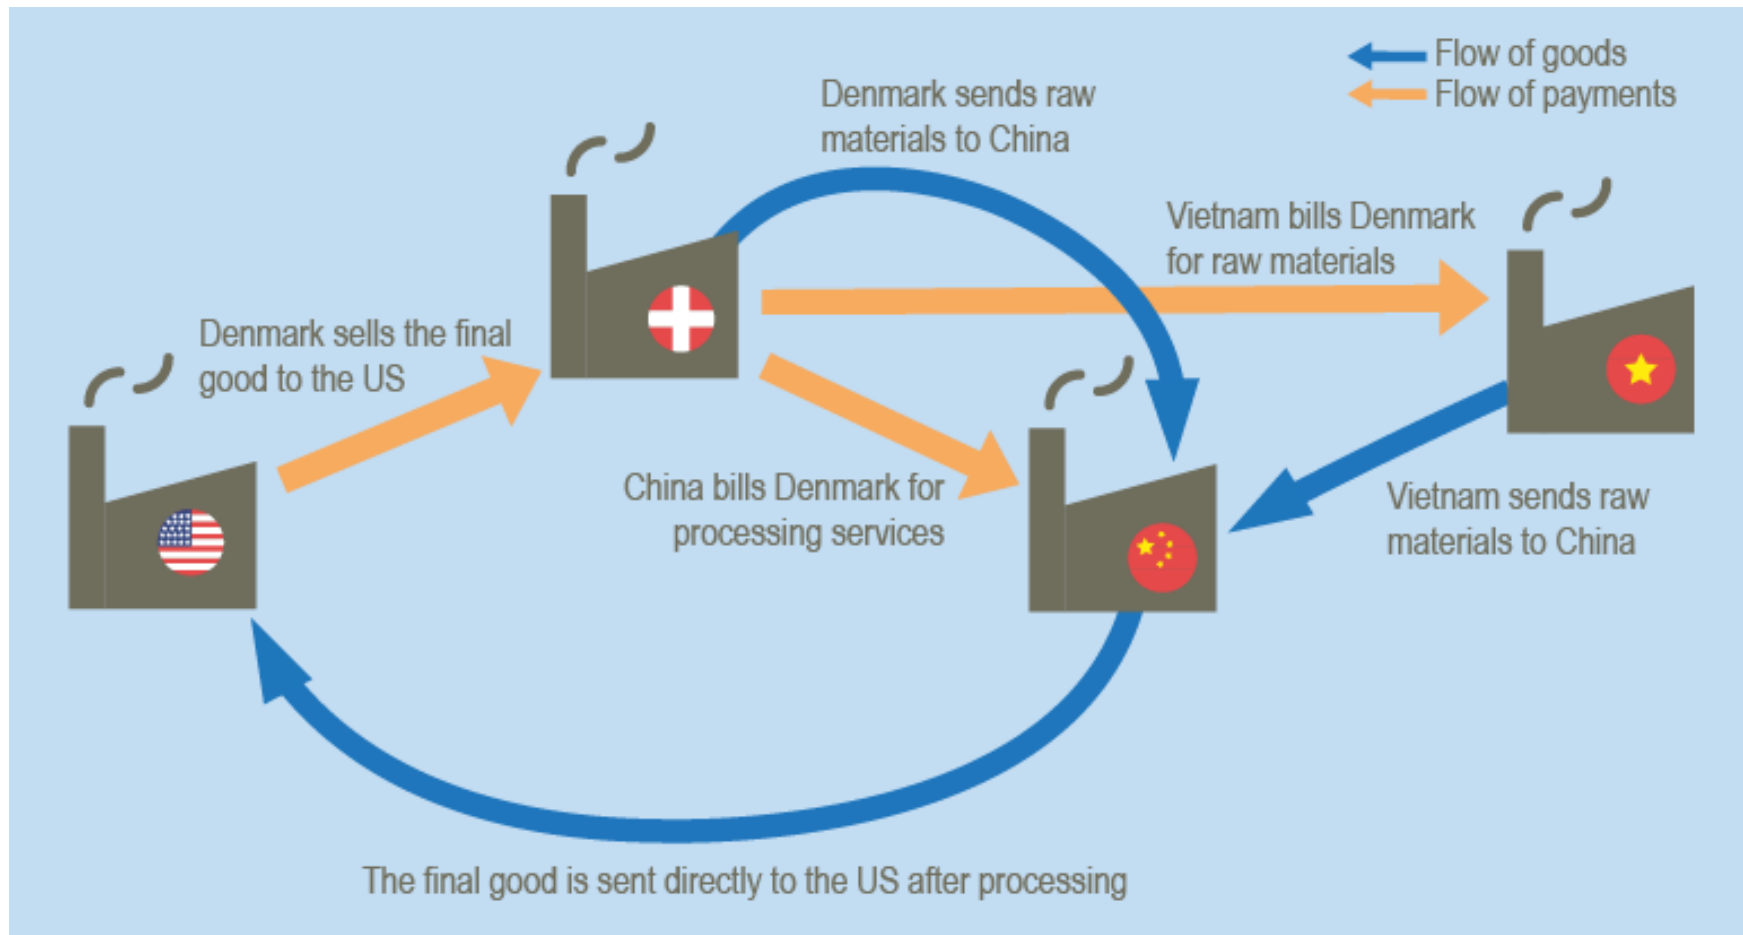 Flow of goods
Flow of payments
Denmark sends raw
materials to China
Vietnam bills Denmark
for raw materials
Denmark sells the final
good to the US
China bills Denmark for
processing services
Vietnam sends raw
materials to China
The final good is sent directly to the US after processing